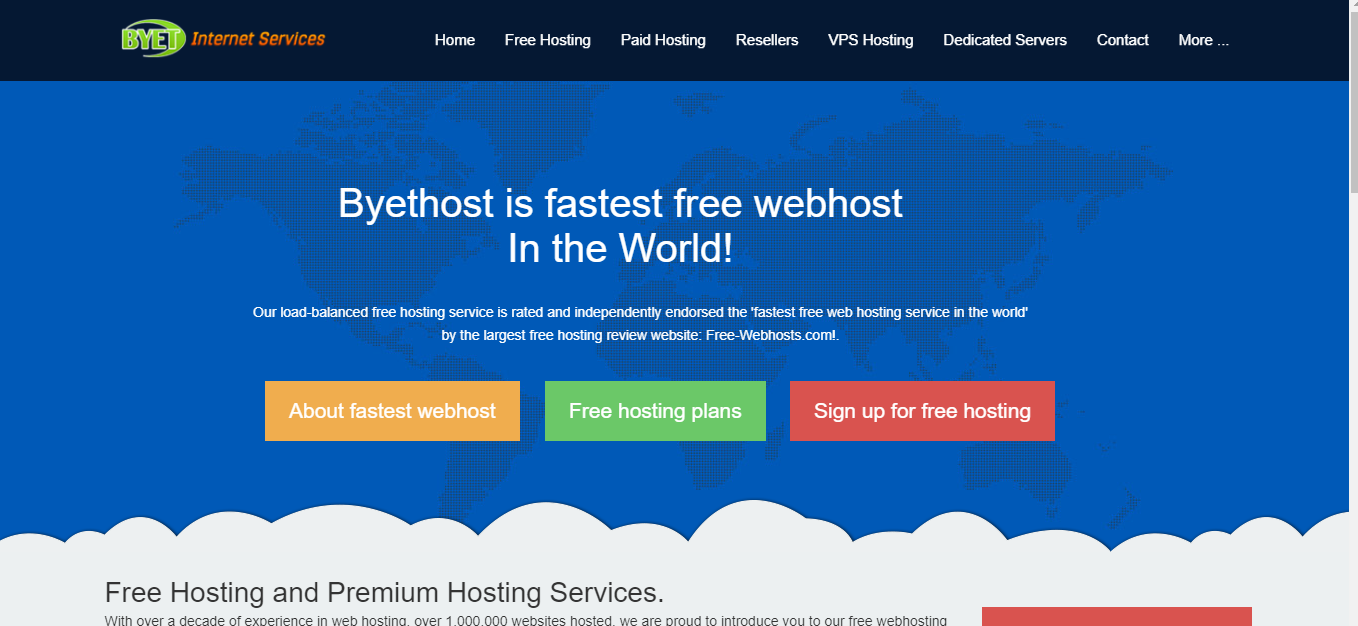 BYET Internet Services
Home Free Hosting Paid Hosting Resellers VPS Hosting Dedicated Servers Contact More ...
Byethost is fastest free webhost
In the World!
Our load-balanced free hosting service is rated and independently endorsed the 'fastest free web hosting service in the world'
by the largest free hosting review website: Free-Webhosts.com!.
About fastest webhost Free hosting plans Sign up for free hosting
Free Hosting and Premium Hosting Services.
With over a decade of experience in web hosting, over 1,000,000 websites hosted, we are proud to introduce you to our free webhosting